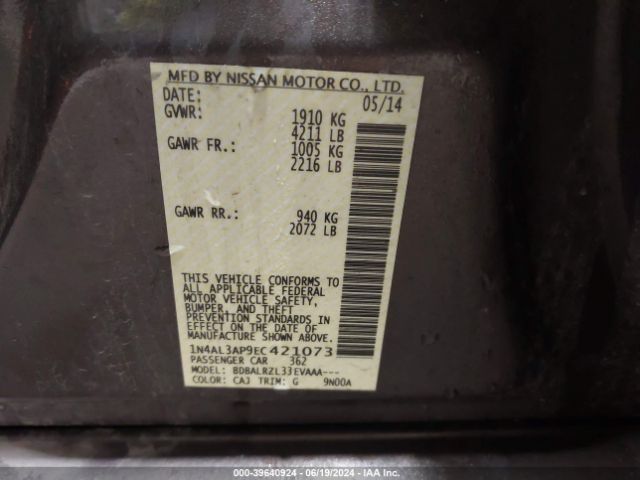 MFD BY NISSAN MOTOR CO., LTD.
DATE: 05/14
GVWR: 1910 KG
4211 LB
GAWR FR.: 1005 KG
2216 LB
GAWR RR.: 940 KG
2072 LB
THIS VEHICLE CONFORMS TO
ALL APPLICABLE FEDERAL
MOTOR VEHICLE SAFETY,
BUMPER, AND THEFT
PREVENTION STANDARDS IN
EFFECT ON THE DATE OF
MANUFACTURE SHOWN ABOVE.
1N4AL3AP9EC421073
PASSENGER CAR 362
MODEL: BDBALRZL33EVAAA---
COLOR: CAJ TRIM: G 9N00A
000-39640924 | 06/19/2024 | IAA Inc.